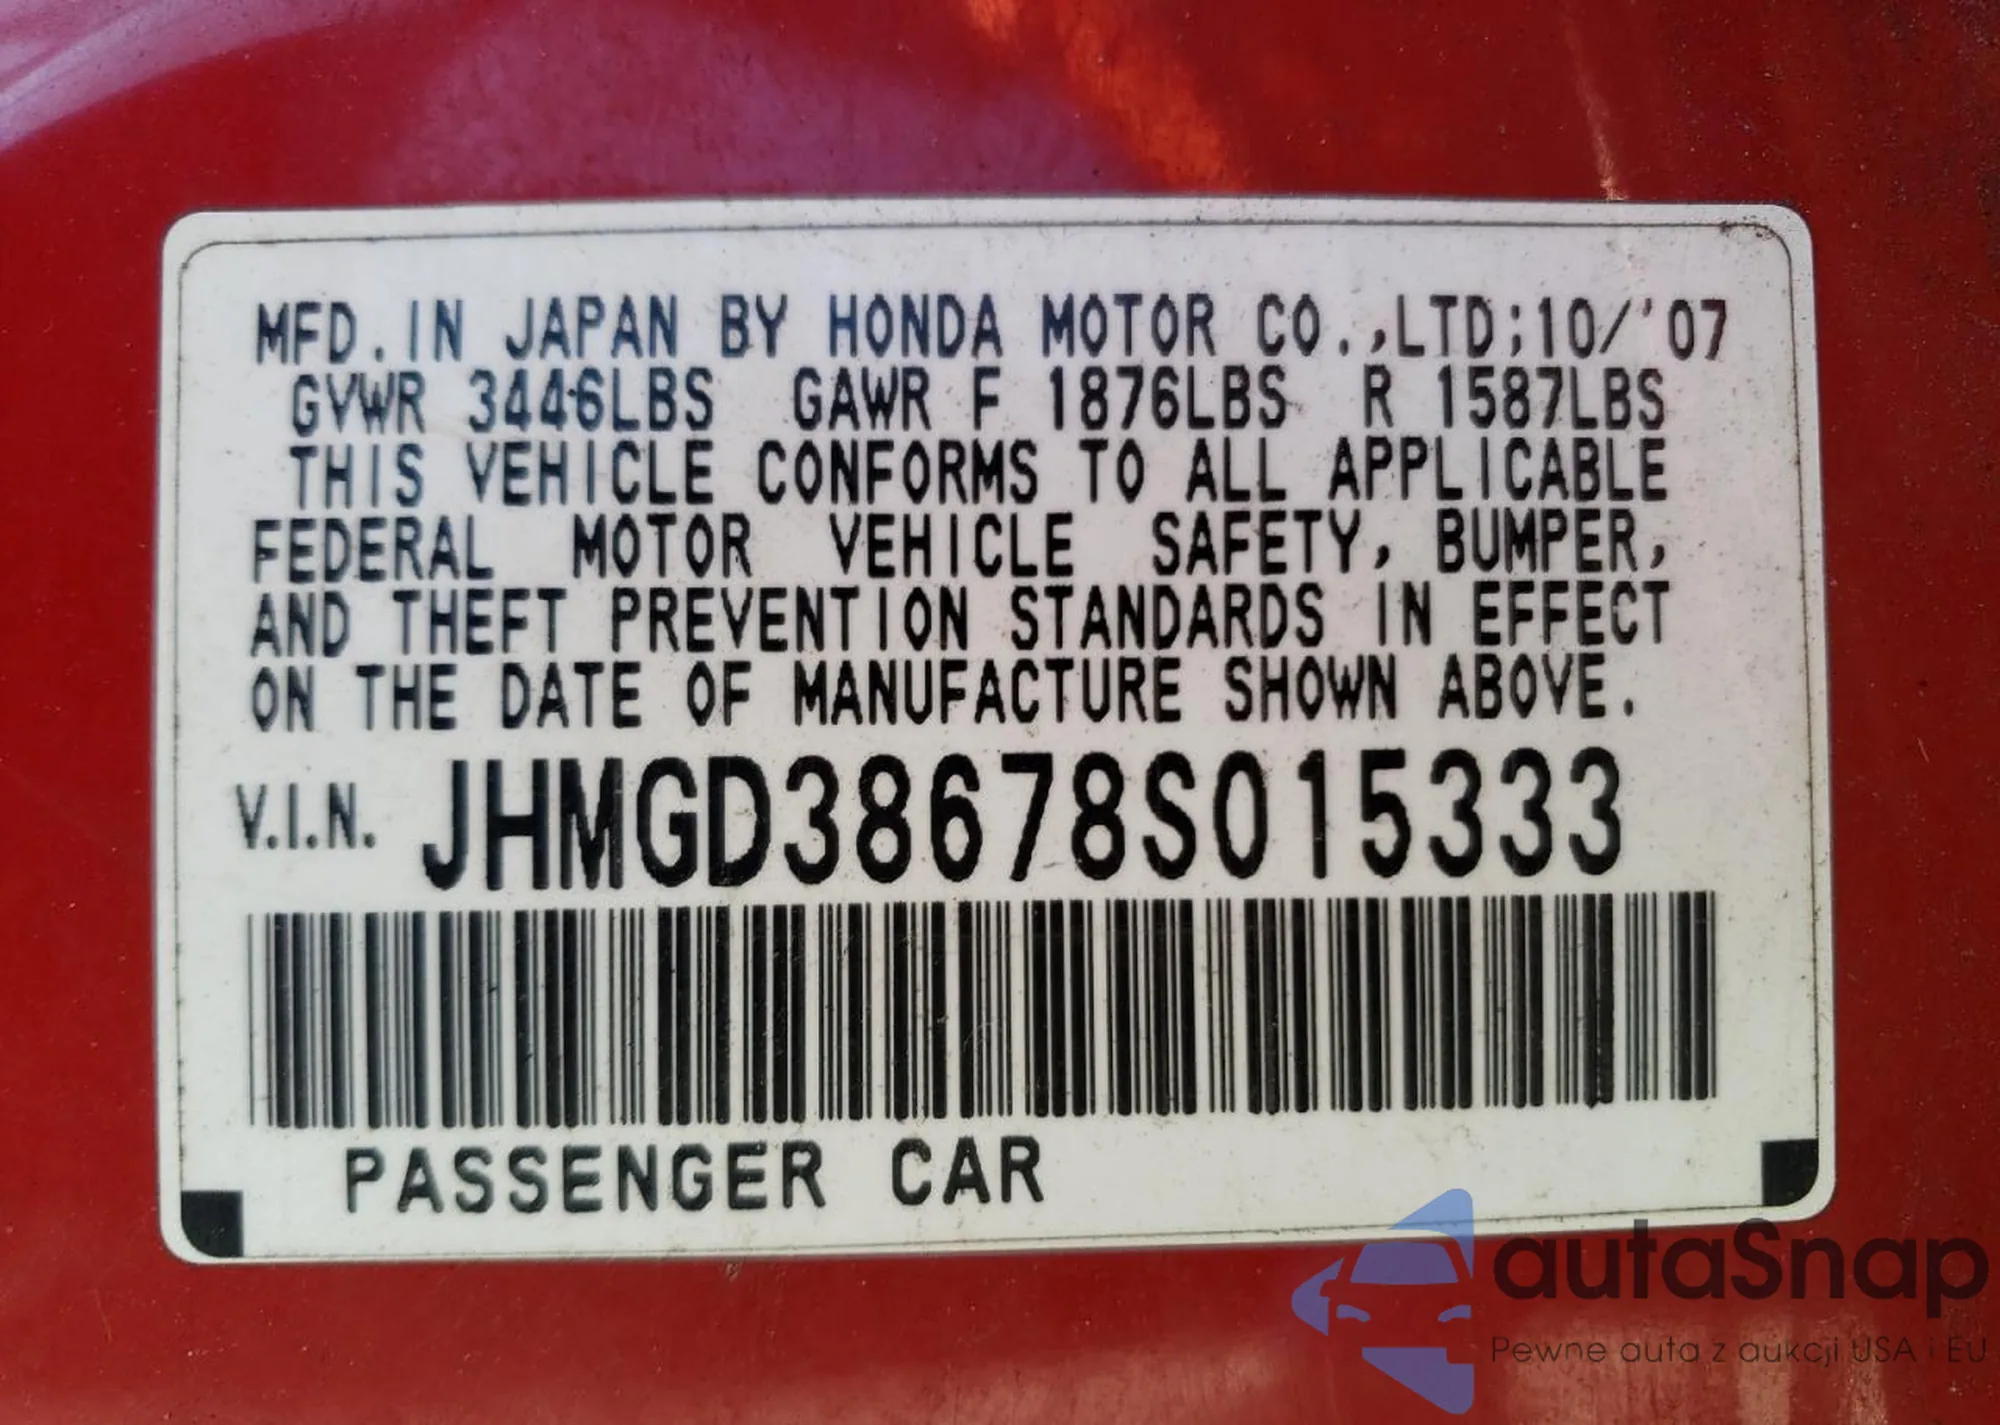 MFD. IN JAPAN BY HONDA MOTOR CO.,LTD;10/'07
GVWR 3446LBS GAWR F 1876LBS R 1587LBS
THIS VEHICLE CONFORMS TO ALL APPLICABLE
FEDERAL MOTOR VEHICLE SAFETY, BUMPER,
AND THEFT PREVENTION STANDARDS IN EFFECT
ON THE DATE OF MANUFACTURE SHOWN ABOVE.
V.I.N. JHMGD38678S015333
PASSENGER CAR
autaSnap
Pewne auta z aukcji USA i EU